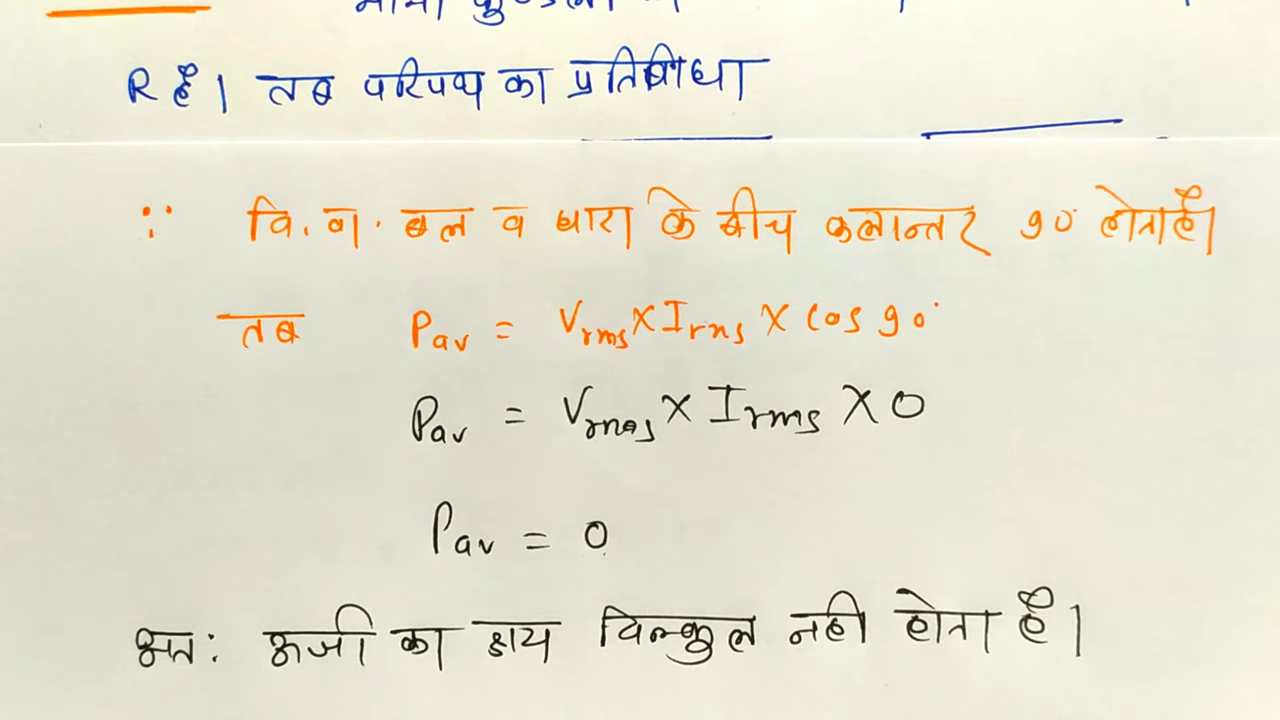 R है। तब परिपथ का प्रतिबाधा
∵ वि. वा. बल व धारा के बीच कलान्तर 90° होता है।
तब Pav = Vrms × Irms × Cos 90°
Pav = Vrms × Irms × 0
Pav = 0
अत: ऊर्जा का ह्राय विल्कुल नही होता है।